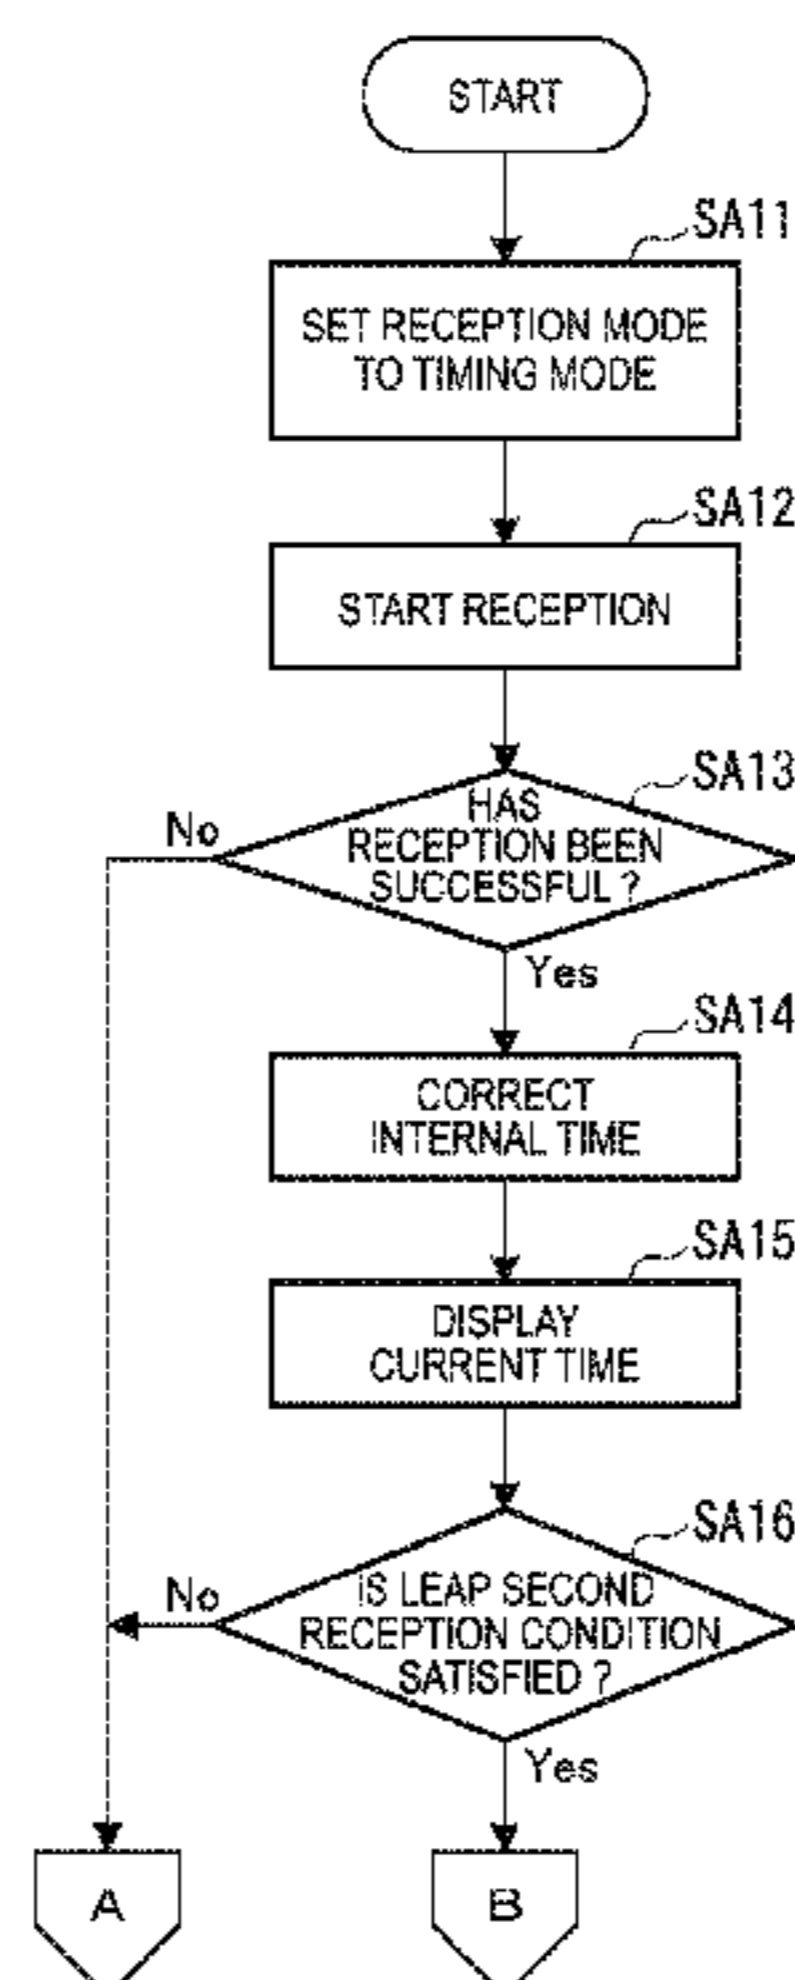 START
SA11
SET RECEPTION MODE
TO TIMING MODE
SA12
START RECEPTION
SA13
HAS
RECEPTION BEEN
SUCCESSFUL ?
No
Yes
SA14
CORRECT
INTERNAL TIME
SA15
DISPLAY
CURRENT TIME
SA16
IS LEAP SECOND
RECEPTION CONDITION
SATISFIED ?
No
Yes
A
B